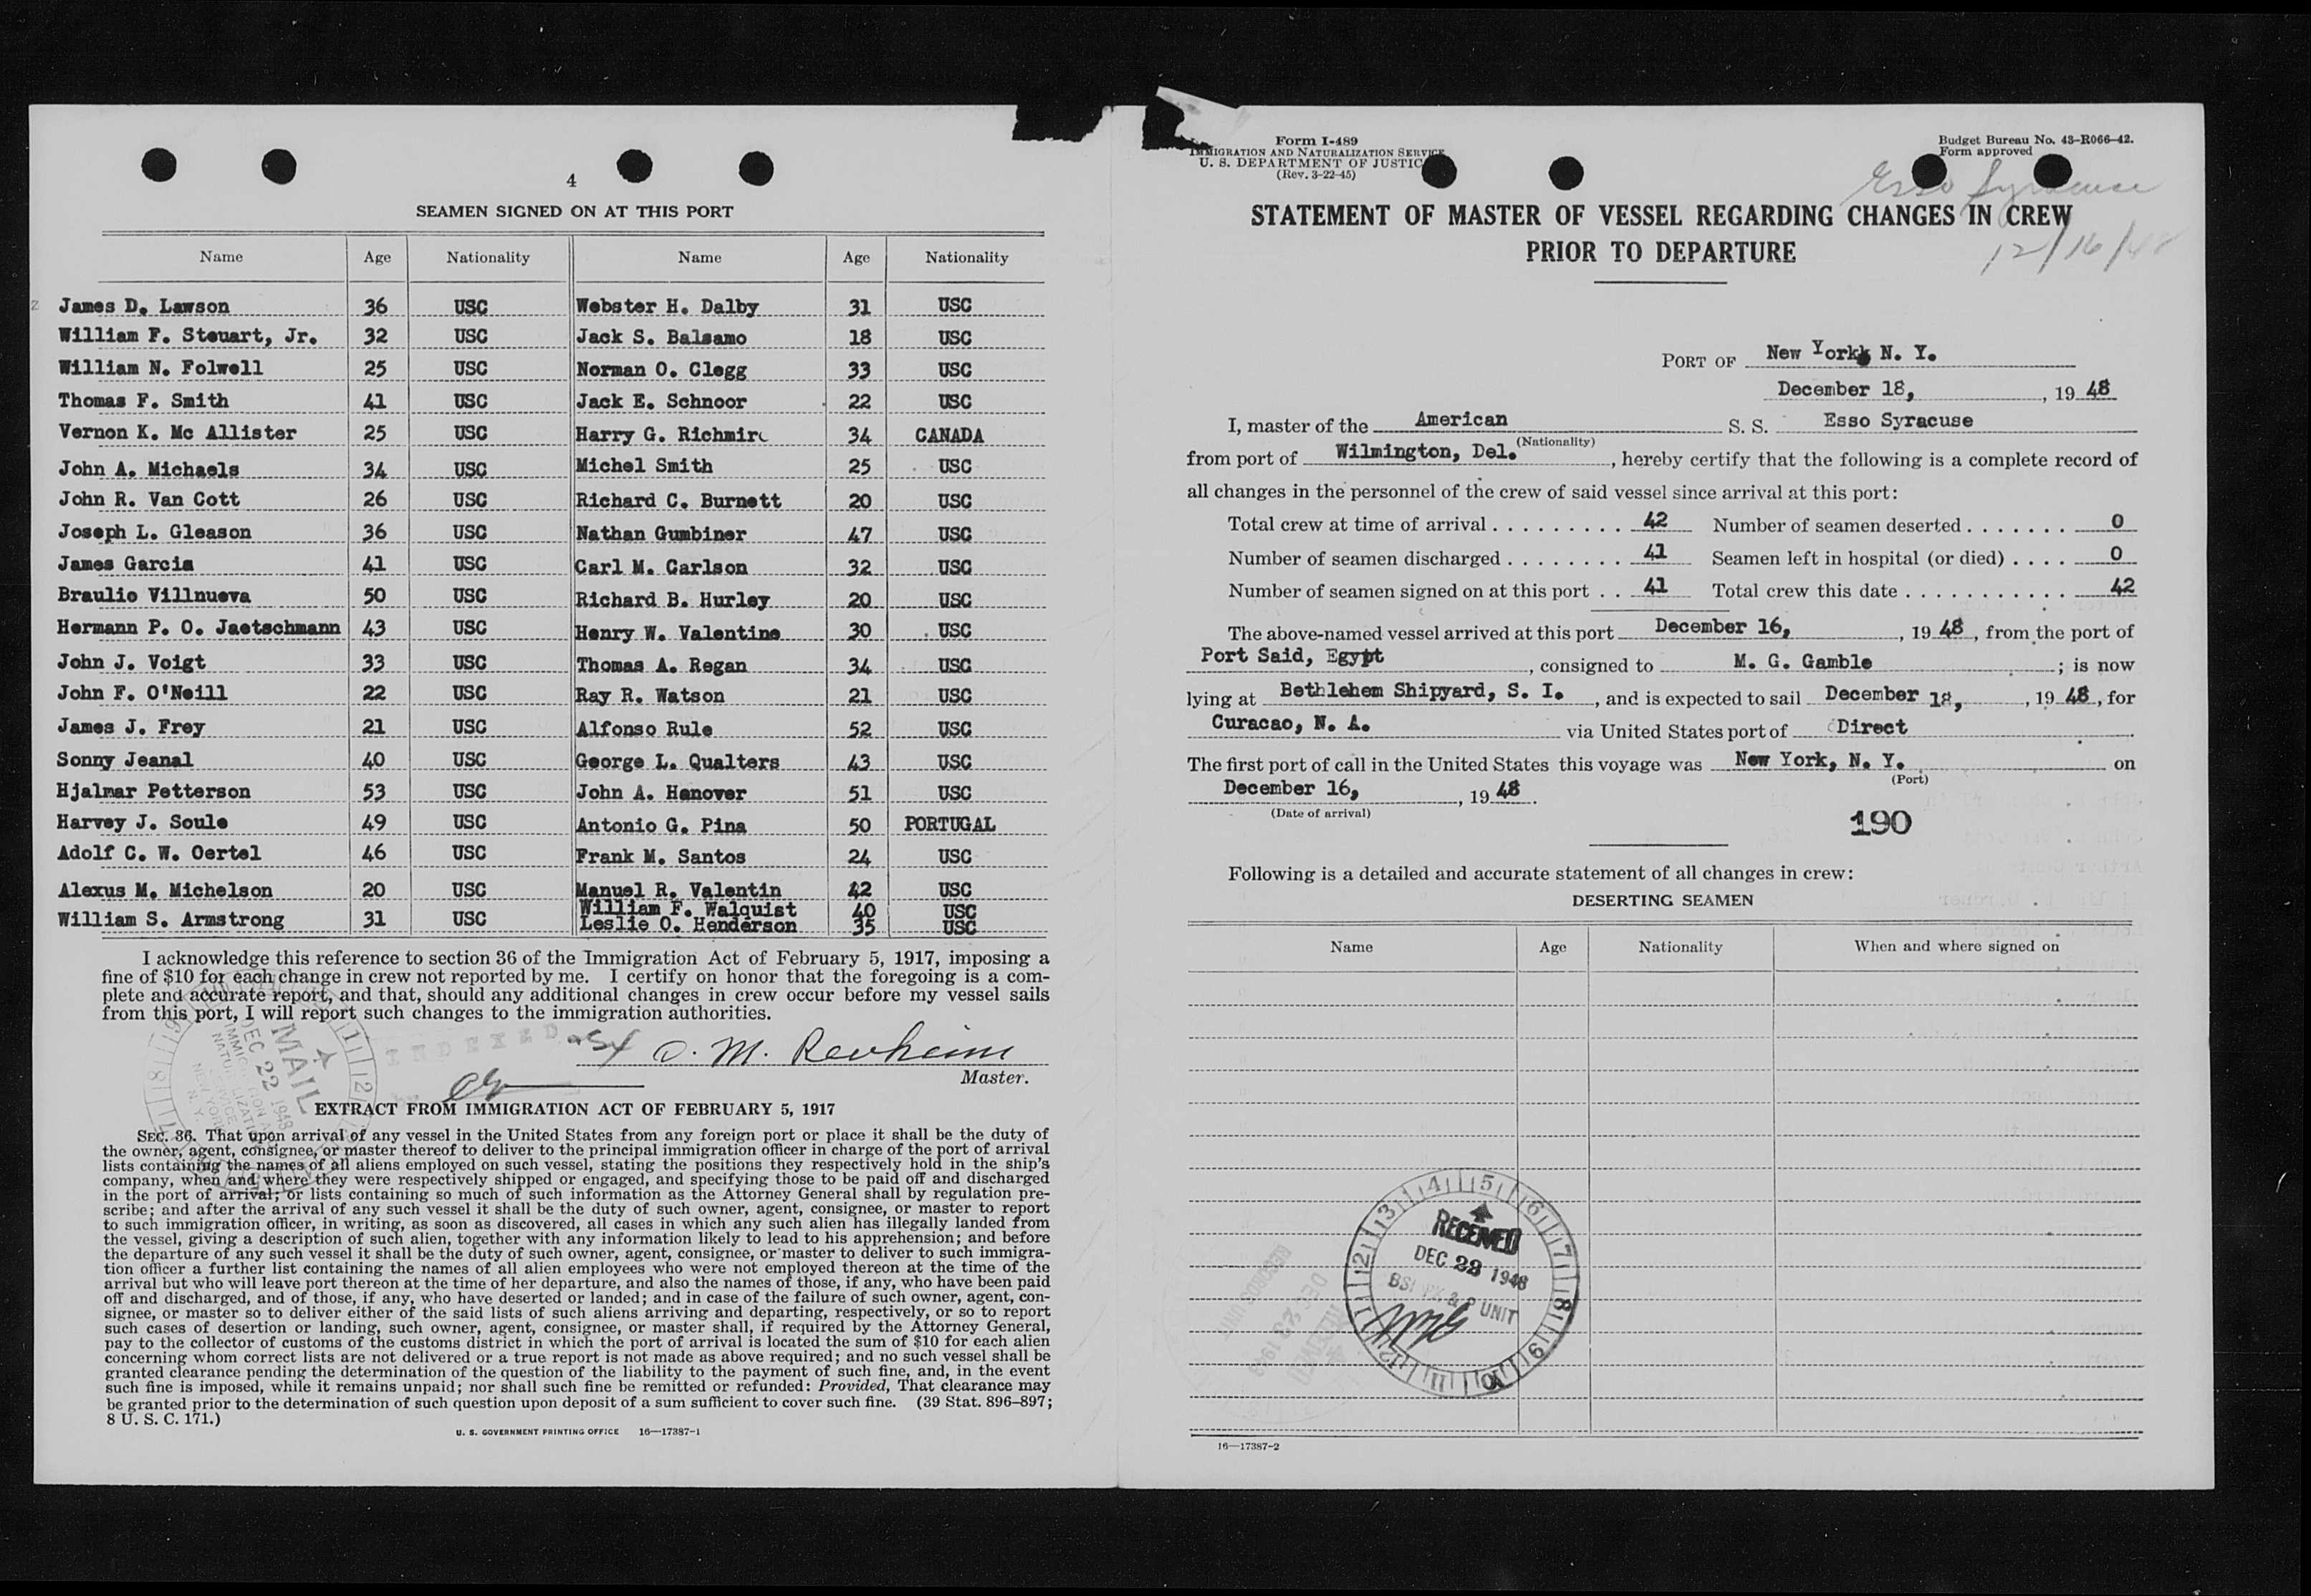 4
SEAMEN SIGNED ON AT THIS PORT
Name Age Nationality Name Age Nationality
James D. Lawson 36 USC Webster H. Dalby 31 USC
William F. Steuart, Jr. 32 USC Jack S. Balsamo 18 USC
William N. Folwell 25 USC Norman O. Clegg 33 USC
Thomas F. Smith 41 USC Jack E. Schnoor 22 USC
Vernon K. Mc Allister 25 USC Harry G. Richmire 34 CANADA
John A. Michaels 34 USC Michel Smith 25 USC
John R. Van Cott 26 USC Richard C. Burnett 20 USC
Joseph L. Gleason 36 USC Nathan Gumbiner 47 USC
James Garcia 41 USC Carl M. Carlson 32 USC
Braulio Villnueva 50 USC Richard B. Hurley 20 USC
Hermann P. O. Jaetschmann 43 USC Henry W. Valentine 30 USC
John J. Voigt 33 USC Thomas A. Regan 34 USC
John F. O'Neill 22 USC Ray R. Watson 21 USC
James J. Frey 21 USC Alfonso Rule 52 USC
Sonny Jeanal 40 USC George L. Qualters 43 USC
Hjalmar Petterson 53 USC John A. Hanover 51 USC
Harvey J. Soule 49 USC Antonio G. Pina 50 PORTUGAL
Adolf C. W. Oertel 46 USC Frank M. Santos 24 USC
Alexus M. Michelson 20 USC Manuel R. Valentin 42 USC
William S. Armstrong 31 USC William F. Walquist 40 USC
Leslie O. Henderson 35 USC
I acknowledge this reference to section 36 of the Immigration Act of February 5, 1917, imposing a
fine of $10 for each change in crew not reported by me. I certify on honor that the foregoing is a com-
plete and accurate report, and that, should any additional changes in crew occur before my vessel sails
from this port, I will report such changes to the immigration authorities.
INDEXED
Master.
MAIL
DEC 22 1948
EXTRACT FROM IMMIGRATION ACT OF FEBRUARY 5, 1917
SEC. 36. That upon arrival of any vessel in the United States from any foreign port or place it shall be the duty of
the owner, agent, consignee, or master thereof to deliver to the principal immigration officer in charge of the port of arrival
lists containing the names of all aliens employed on such vessel, stating the positions they respectively hold in the ship's
company, when and where they were respectively shipped or engaged, and specifying those to be paid off and discharged
in the port of arrival; or lists containing so much of such information as the Attorney General shall by regulation pre-
scribe; and after the arrival of any such vessel it shall be the duty of such owner, agent, consignee, or master to report
to such immigration officer, in writing, as soon as discovered, all cases in which any such alien has illegally landed from
the vessel, giving a description of such alien, together with any information likely to lead to his apprehension; and before
the departure of any such vessel it shall be the duty of such owner, agent, consignee, or master to deliver to such immigra-
tion officer a further list containing the names of all alien employees who were not employed thereon at the time of the
arrival but who will leave port thereon at the time of her departure, and also the names of those, if any, who have been paid
off and discharged, and of those, if any, who have deserted or landed; and in case of the failure of such owner, agent, con-
signee, or master so to deliver either of the said lists of such aliens arriving and departing, respectively, or so to report
such cases of desertion or landing, such owner, agent, consignee, or master shall, if required by the Attorney General,
pay to the collector of customs of the customs district in which the port of arrival is located the sum of $10 for each alien
concerning whom correct lists are not delivered or a true report is not made as above required; and no such vessel shall be
granted clearance pending the determination of the question of the liability to the payment of such fine, and, in the event
such fine is imposed, while it remains unpaid; nor shall such fine be remitted or refunded: Provided, That clearance may
be granted prior to the determination of such question upon deposit of a sum sufficient to cover such fine. (39 Stat. 896–897;
8 U. S. C. 171.)
U. S. GOVERNMENT PRINTING OFFICE 16—17387-1
Form I-489
IMMIGRATION AND NATURALIZATION SERVICE
U. S. DEPARTMENT OF JUSTIC
(Rev. 3-22-45)
Budget Bureau No. 43-R066-42.
Form approved
Esso Syracuse
12/16/48
STATEMENT OF MASTER OF VESSEL REGARDING CHANGES IN CREW
PRIOR TO DEPARTURE
PORT OF New York, N. Y.
December 18, , 19 48
I, master of the American S. S. Esso Syracuse
(Nationality)
from port of Wilmington, Del. , hereby certify that the following is a complete record of
all changes in the personnel of the crew of said vessel since arrival at this port:
Total crew at time of arrival 42 Number of seamen deserted 0
Number of seamen discharged 41 Seamen left in hospital (or died) 0
Number of seamen signed on at this port 41 Total crew this date 42
The above-named vessel arrived at this port December 16, , 19 48, from the port of
Port Said, Egypt , consigned to M. G. Gamble ; is now
lying at Bethlehem Shipyard, S. I. , and is expected to sail December 18, , 19 48, for
Curacao, N. A. via United States port of Direct
The first port of call in the United States this voyage was New York, N. Y. on
(Port)
December 16, , 19 48.
(Date of arrival)
190
Following is a detailed and accurate statement of all changes in crew:
DESERTING SEAMEN
Name Age Nationality When and where signed on
RECEIVED
DEC 1948
UNIT
16—17387-2